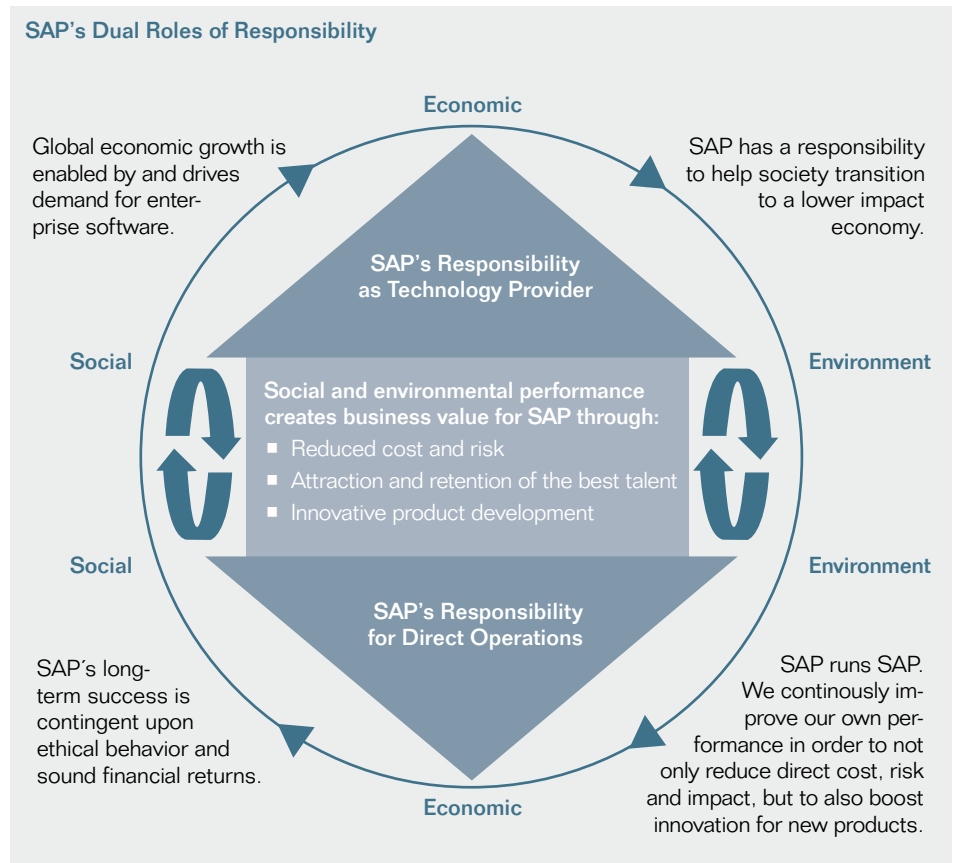 SAP's Dual Roles of Responsibility
Economic
Global economic growth is
enabled by and drives
demand for enter-
prise software.
SAP has a responsibility
to help society transition
to a lower impact
economy.
SAP's Responsibility
as Technology Provider
Social
Environment
Social and environmental performance
creates business value for SAP through:
■ Reduced cost and risk
■ Attraction and retention of the best talent
■ Innovative product development
Social
Environment
SAP's Responsibility
for Direct Operations
SAP´s long-
term success is
contingent upon
ethical behavior and
sound financial returns.
SAP runs SAP.
We continously im-
prove our own per-
formance in order to not
only reduce direct cost, risk
and impact, but to also boost
innovation for new products.
Economic